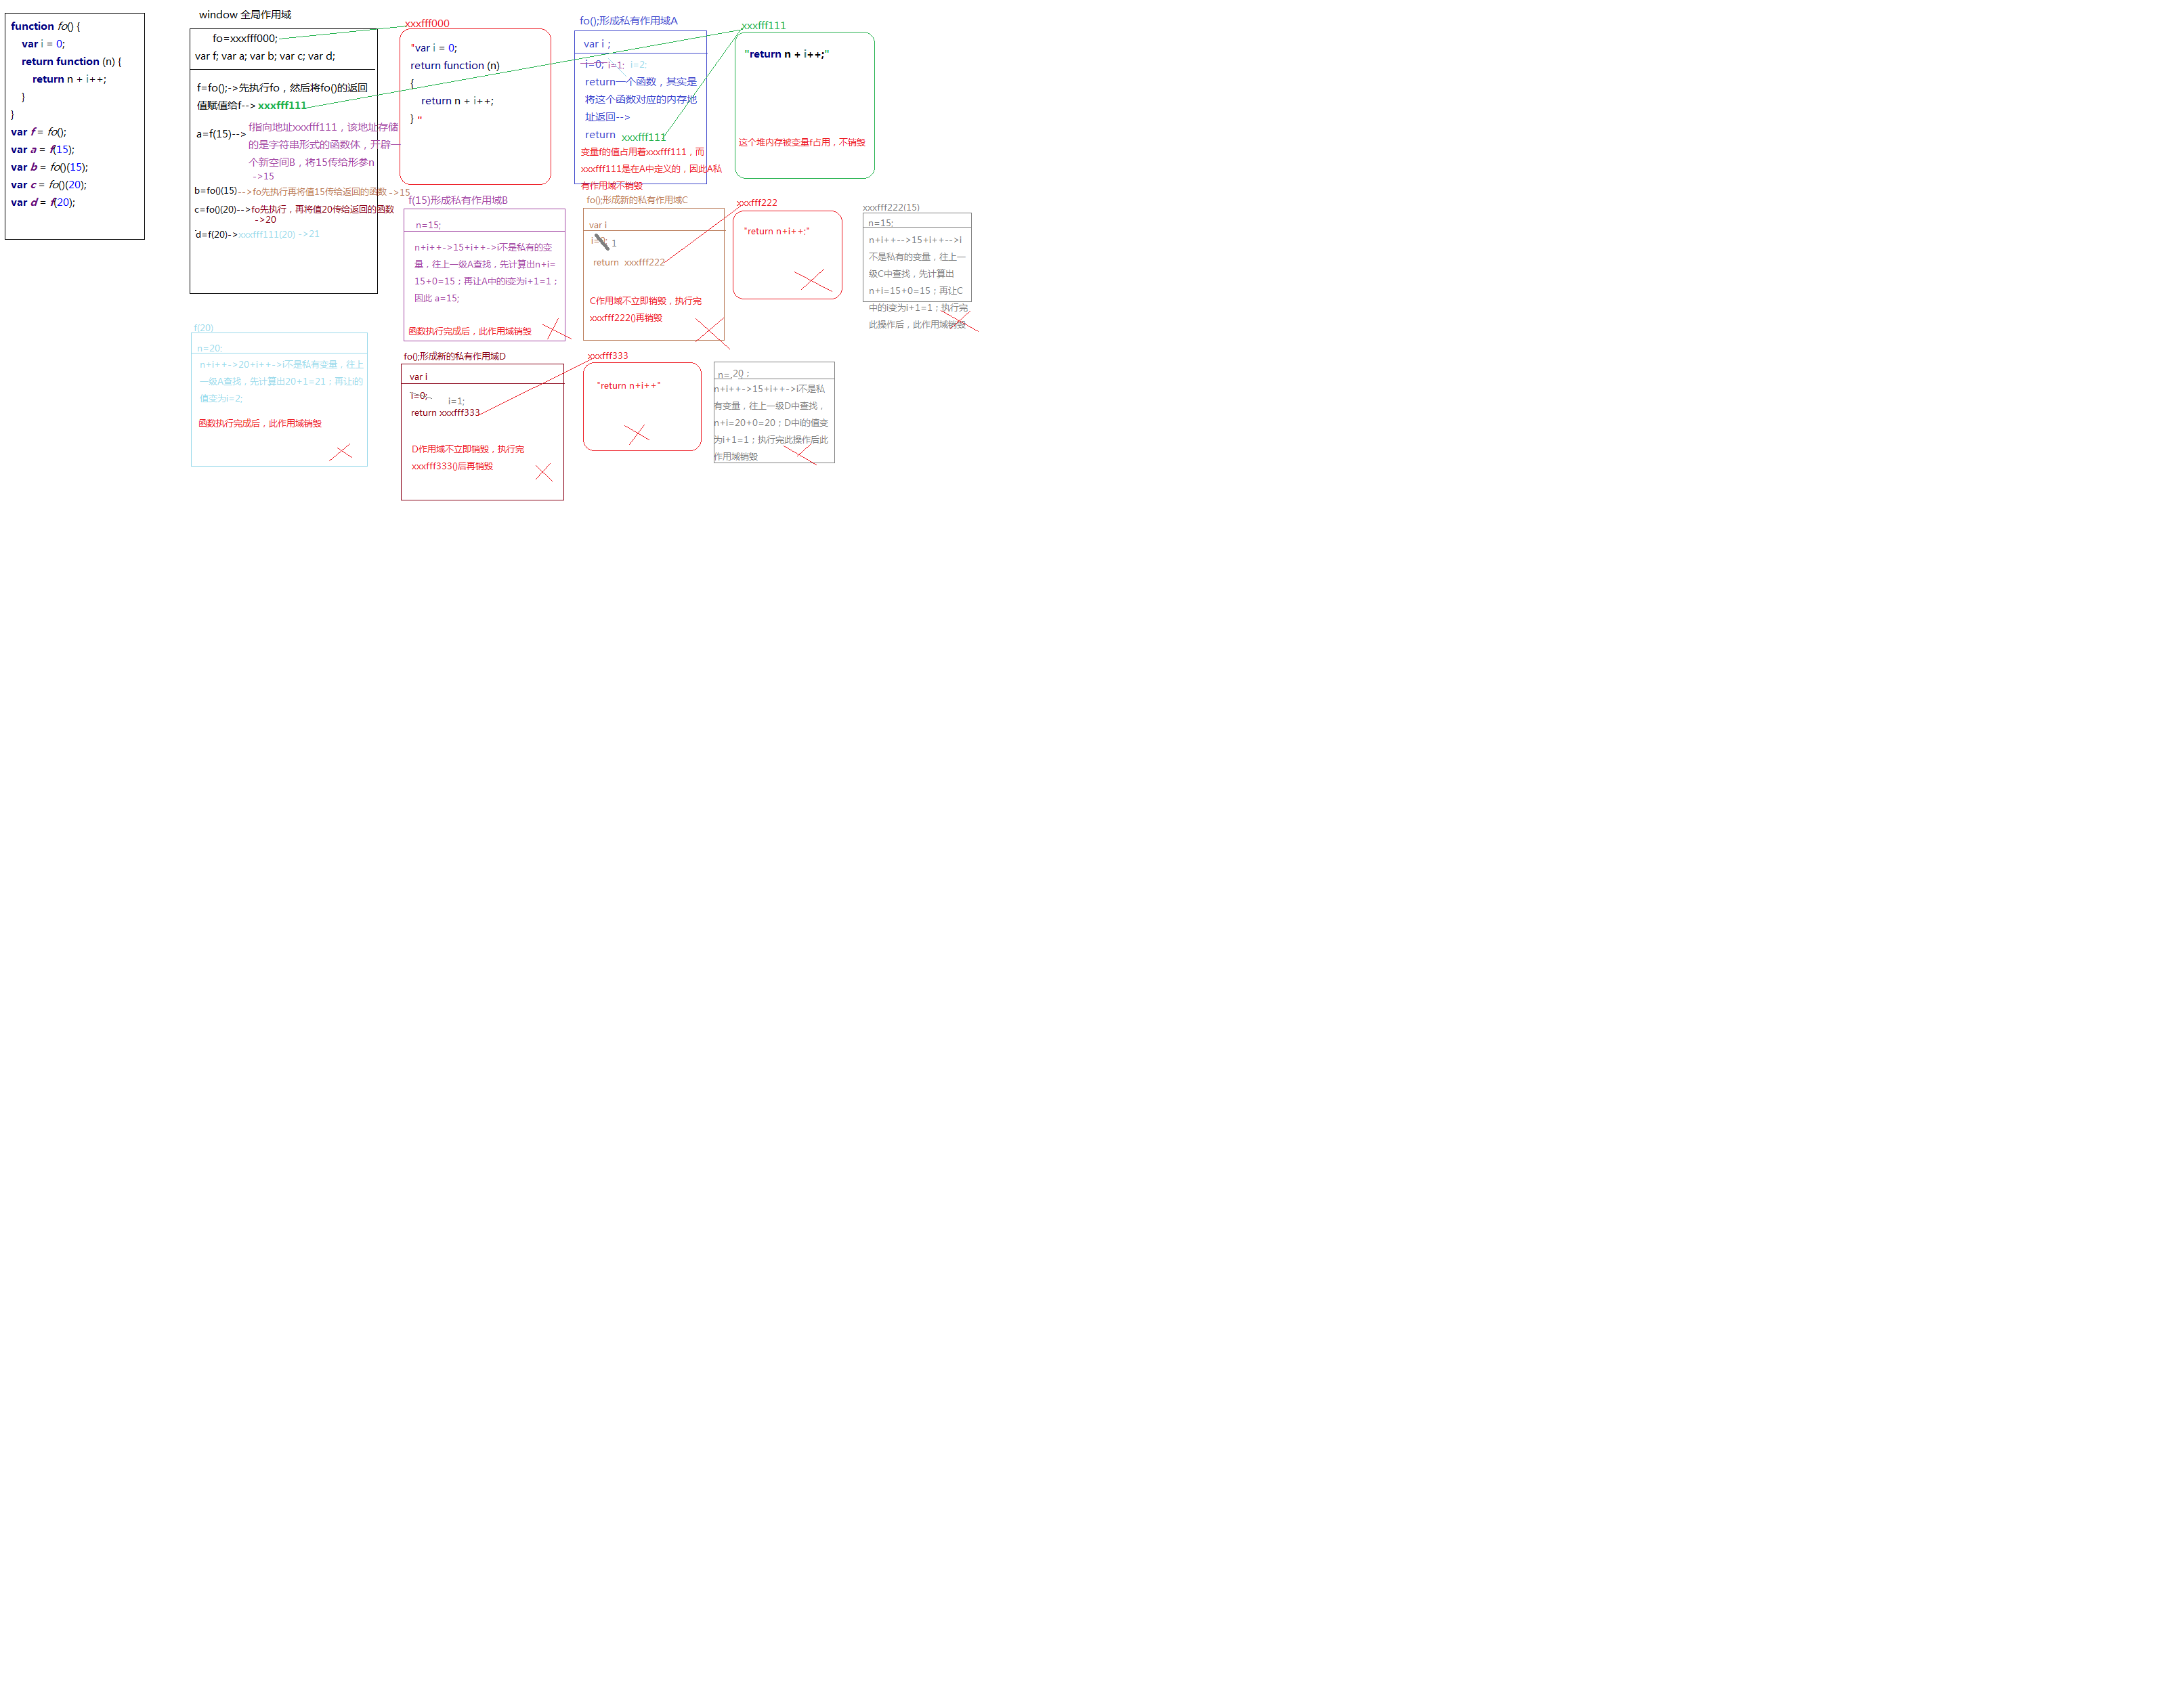 function fo() {
var i = 0;
return function (n) {
return n + i++;
}
}
var f = fo();
var a = f(15);
var b = fo()(15);
var c = fo()(20);
var d = f(20);
window 全局作用域
fo=xxxfff000;
var f; var a; var b; var c; var d;
f=fo();->先执行fo，然后将fo()的返回
值赋值给f--> xxxfff111
a=f(15)-->
f指向地址xxxfff111，该地址存储
的是字符串形式的函数体，开辟一
个新空间B，将15传给形参n
->15
b=fo()(15)-->fo先执行再将值15传给返回的函数 ->15
c=fo()(20)-->fo先执行，再将值20传给返回的函数
->20
d=f(20)->xxxfff111(20) ->21
xxxfff000
"var i = 0;
return function (n)
{
return n + i++;
} "
fo();形成私有作用域A
var i ;
i=0; i=1; i=2;
return一个函数，其实是
将这个函数对应的内存地
址返回-->
return xxxfff111
变量f的值占用着xxxfff111，而
xxxfff111是在A中定义的，因此A私
有作用域不销毁
xxxfff111
"return n + i++;"
这个堆内存被变量f占用，不销毁
f(15)形成私有作用域B
n=15;
n+i++->15+i++->i不是私有的变
量，往上一级A查找，先计算出n+i=
15+0=15；再让A中的i变为i+1=1；
因此 a=15;
函数执行完成后，此作用域销毁
fo();形成新的私有作用域C
var i
i=0; 1
return xxxfff222
C作用域不立即销毁，执行完
xxxfff222()再销毁
xxxfff222
"return n+i++;"
xxxfff222(15)
n=15;
n+i++-->15+i++-->i
不是私有的变量，往上一
级C中查找，先计算出
n+i=15+0=15；再让C
中的i变为i+1=1；执行完
此操作后，此作用域销毁
f(20)
n=20;
n+i++->20+i++->i不是私有变量，往上
一级A查找，先计算出20+1=21；再让i的
值变为i=2;
函数执行完成后，此作用域销毁
fo();形成新的私有作用域D
var i
i=0; i=1;
return xxxfff333
D作用域不立即销毁，执行完
xxxfff333()后再销毁
xxxfff333
"return n+i++"
n= 20；
n+i++->15+i++->i不是私
有变量，往上一级D中查找，
n+i=20+0=20；D中i的值变
为i+1=1；执行完此操作后此
作用域销毁